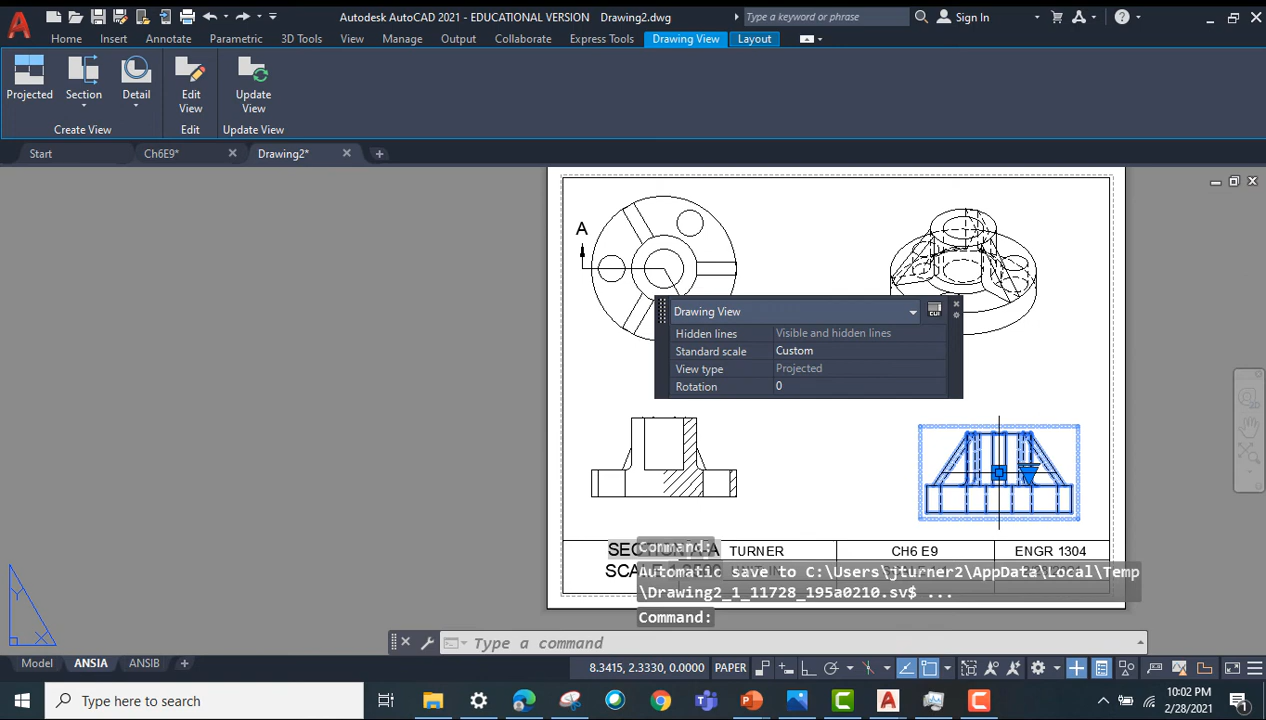 Autodesk AutoCAD 2021 - EDUCATIONAL VERSION Drawing2.dwg
Type a keyword or phrase
Sign In
Home Insert Annotate Parametric 3D Tools View Manage Output Collaborate Express Tools Drawing View Layout
Projected Section Detail Edit View Update View
Create View Edit Update View
Start Ch6E9* Drawing2*
A
Drawing View
CUI
Hidden lines Visible and hidden lines
Standard scale Custom
View type Projected
Rotation 0
TURNER CH6 E9 ENGR 1304
Command:
Automatic save to C:\Users\jturner2\AppData\Local\Temp
\Drawing2_1_11728_195a0210.sv$ ...
Command:
Y
X
Type a command
Model ANSIA ANSIB
8.3415, 2.3330, 0.0000 PAPER
Type here to search
10:02 PM
2/28/2021
1